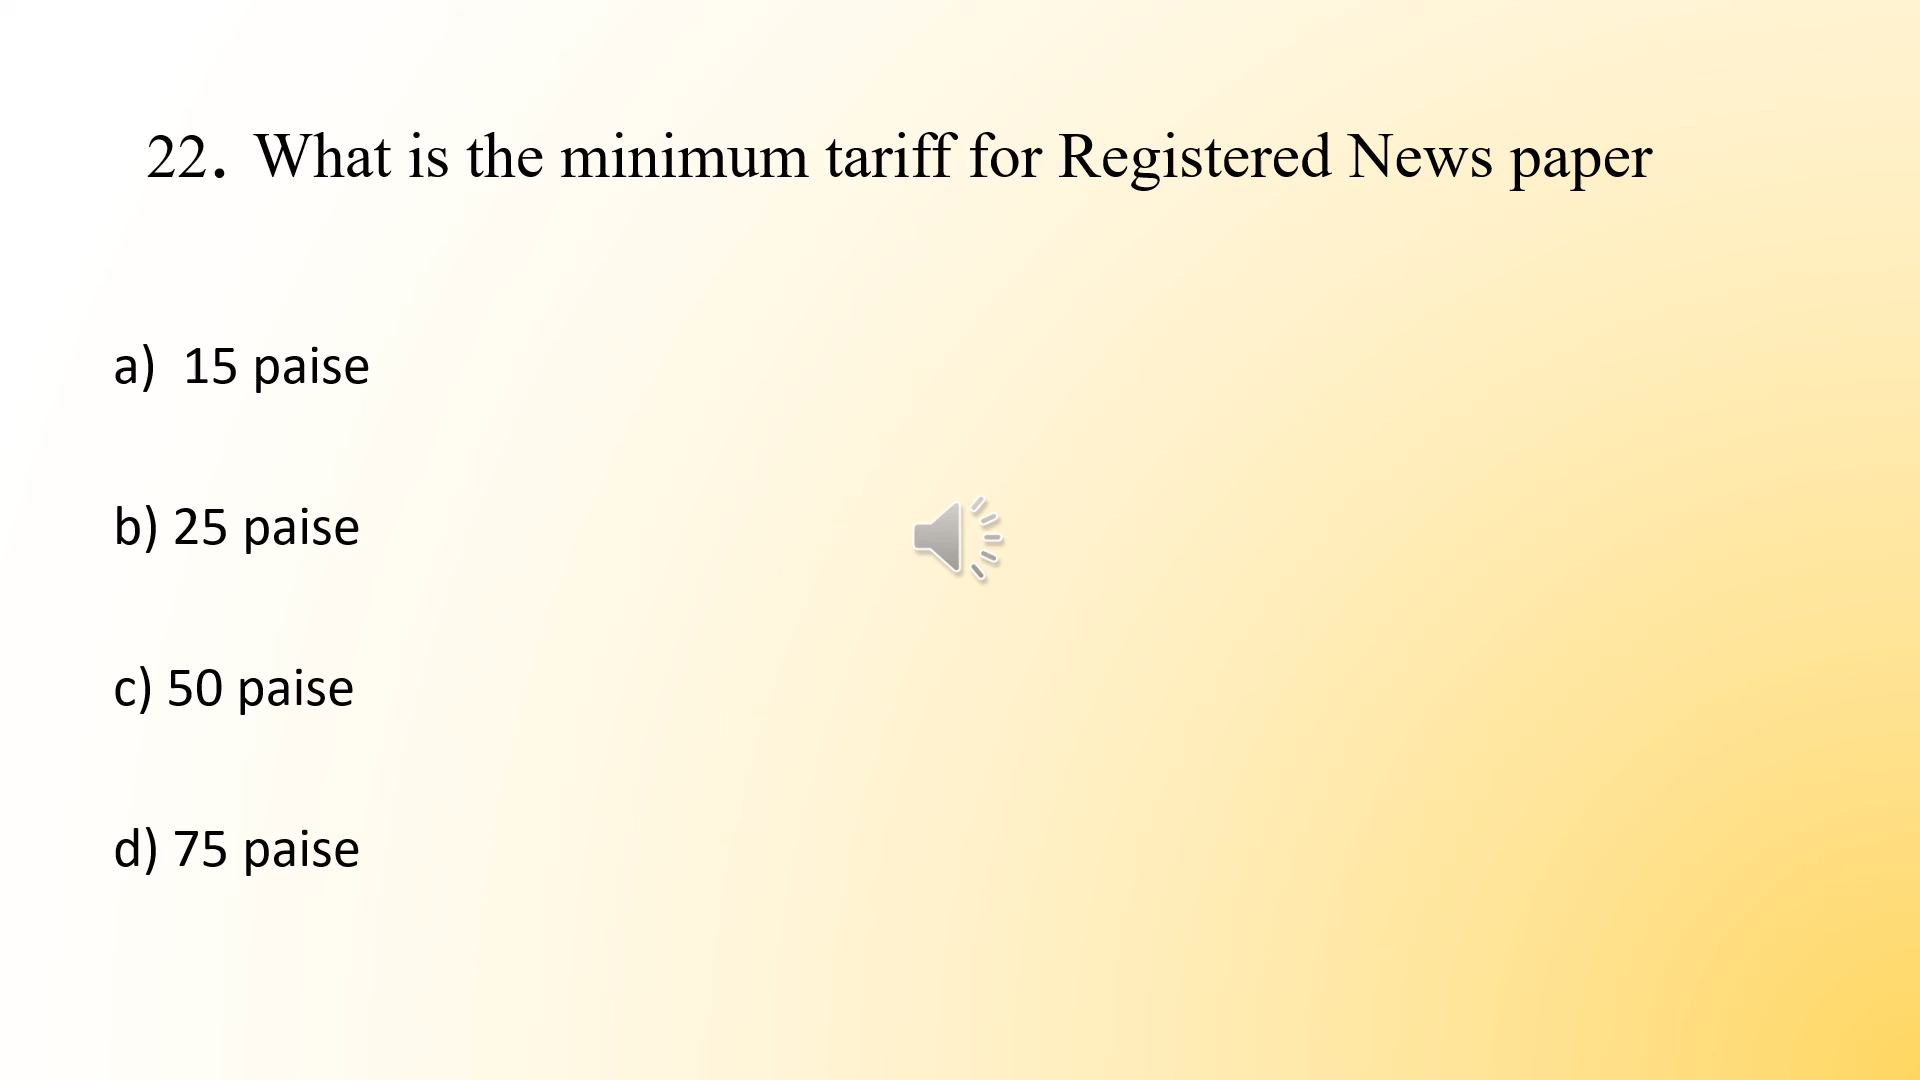 22. What is the minimum tariff for Registered News paper
a) 15 paise
b) 25 paise
c) 50 paise
d) 75 paise